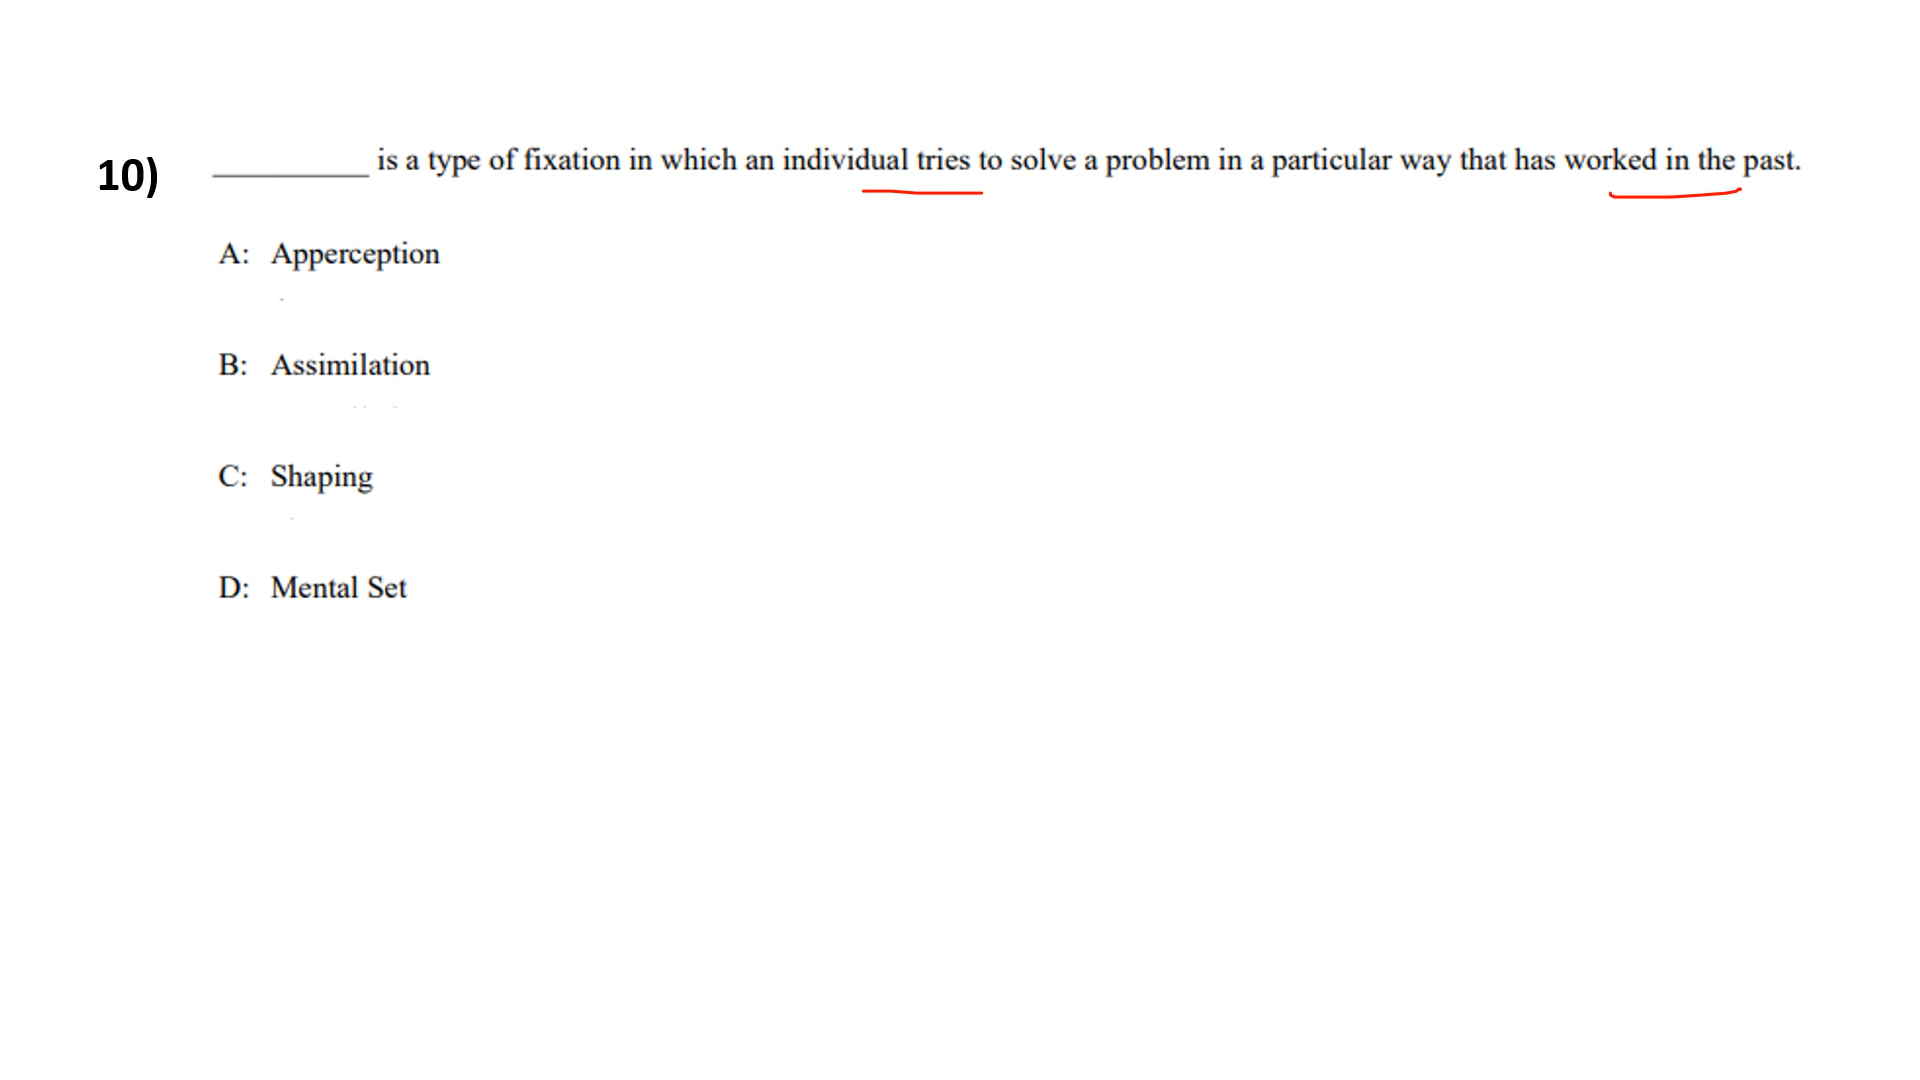 10) __________ is a type of fixation in which an individual tries to solve a problem in a particular way that has worked in the past.
A: Apperception
B: Assimilation
C: Shaping
D: Mental Set